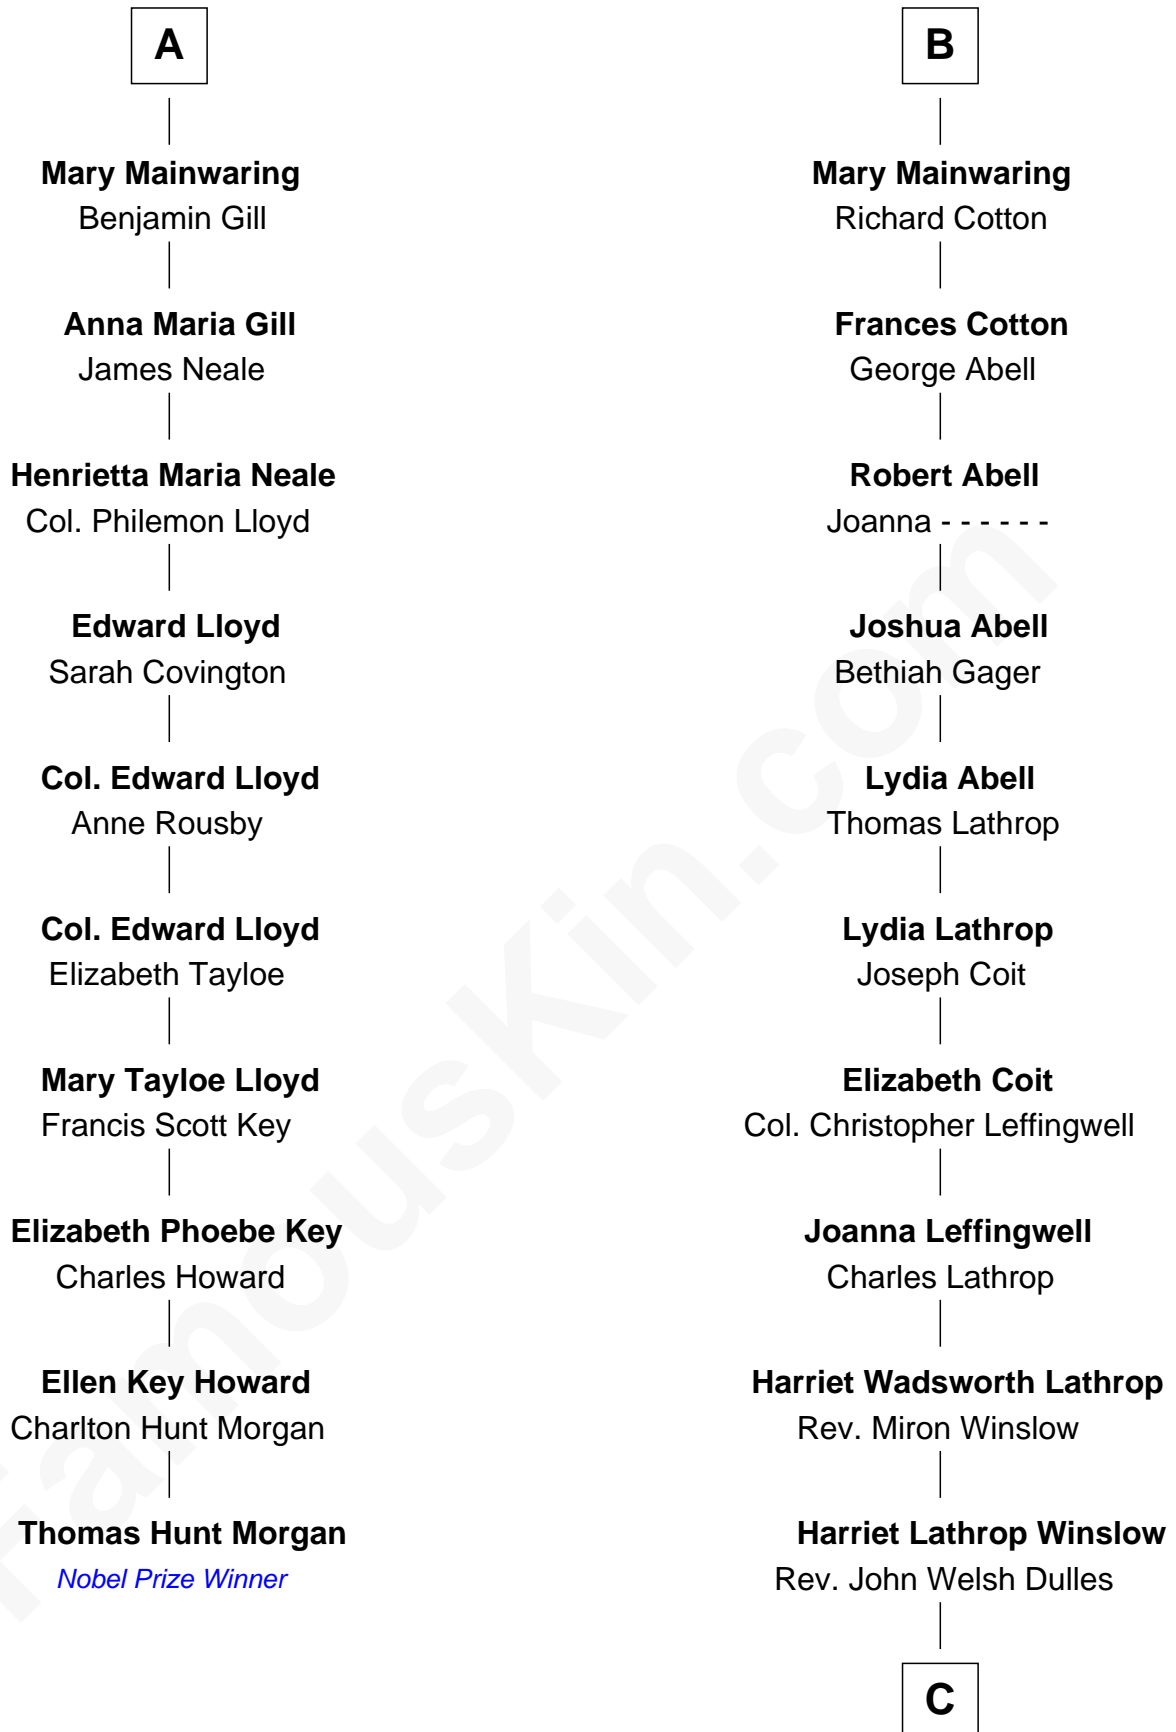 A
Mary Mainwaring
Benjamin Gill
Anna Maria Gill
James Neale
Henrietta Maria Neale
Col. Philemon Lloyd
Edward Lloyd
Sarah Covington
Col. Edward Lloyd
Anne Rousby
Col. Edward Lloyd
Elizabeth Tayloe
Mary Tayloe Lloyd
Francis Scott Key
Elizabeth Phoebe Key
Charles Howard
Ellen Key Howard
Charlton Hunt Morgan
Thomas Hunt Morgan
Nobel Prize Winner
B
Mary Mainwaring
Richard Cotton
Frances Cotton
George Abell
Robert Abell
Joanna - - - - - -
Joshua Abell
Bethiah Gager
Lydia Abell
Thomas Lathrop
Lydia Lathrop
Joseph Coit
Elizabeth Coit
Col. Christopher Leffingwell
Joanna Leffingwell
Charles Lathrop
Harriet Wadsworth Lathrop
Rev. Miron Winslow
Harriet Lathrop Winslow
Rev. John Welsh Dulles
C
FamousKin.com